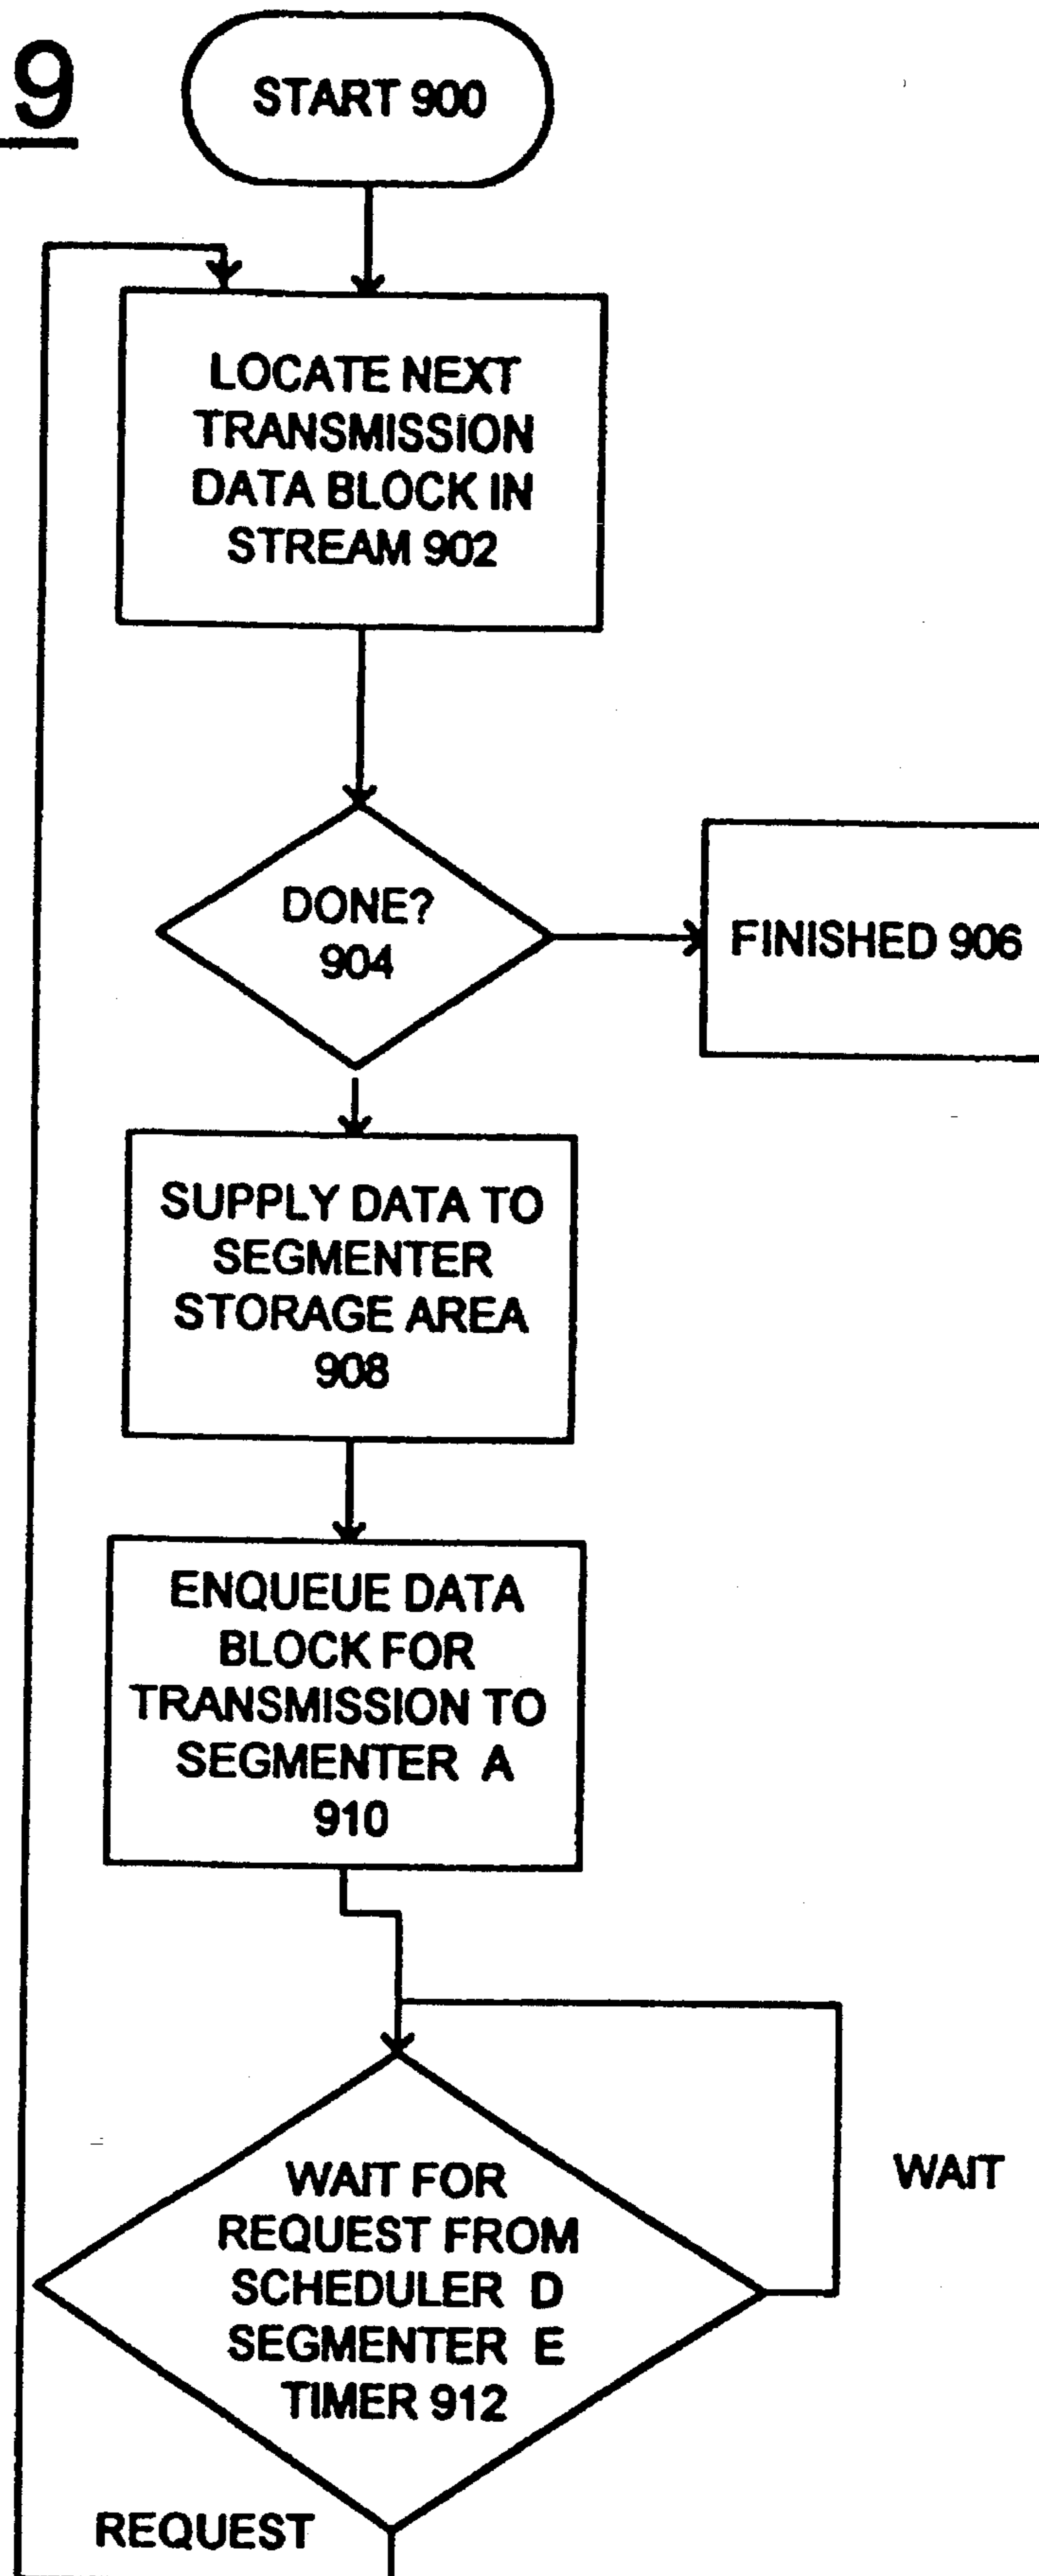 9
START 900
LOCATE NEXT
TRANSMISSION
DATA BLOCK IN
STREAM 902
DONE?
904
FINISHED 906
SUPPLY DATA TO
SEGMENTER
STORAGE AREA
908
ENQUEUE DATA
BLOCK FOR
TRANSMISSION TO
SEGMENTER A
910
WAIT FOR
REQUEST FROM
SCHEDULER D
SEGMENTER E
TIMER 912
WAIT
REQUEST